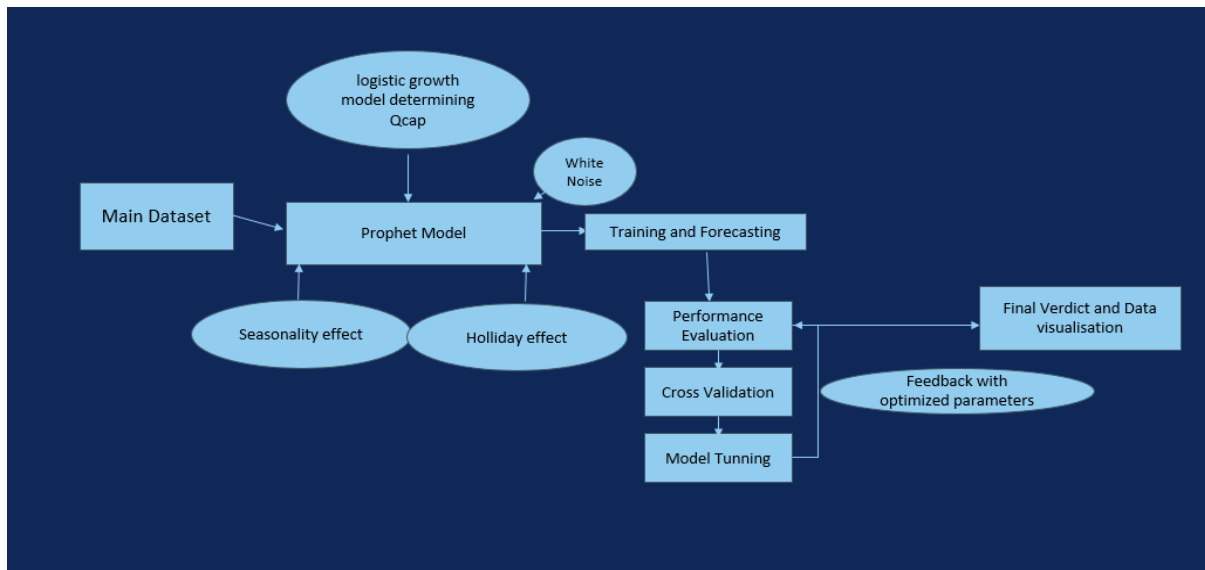 logistic growth
model determining
Qcap
White
Noise
Main Dataset
Prophet Model
Training and Forecasting
Seasonality effect
Holliday effect
Performance
Evaluation
Final Verdict and Data
visualisation
Cross Validation
Feedback with
optimized parameters
Model Tunning